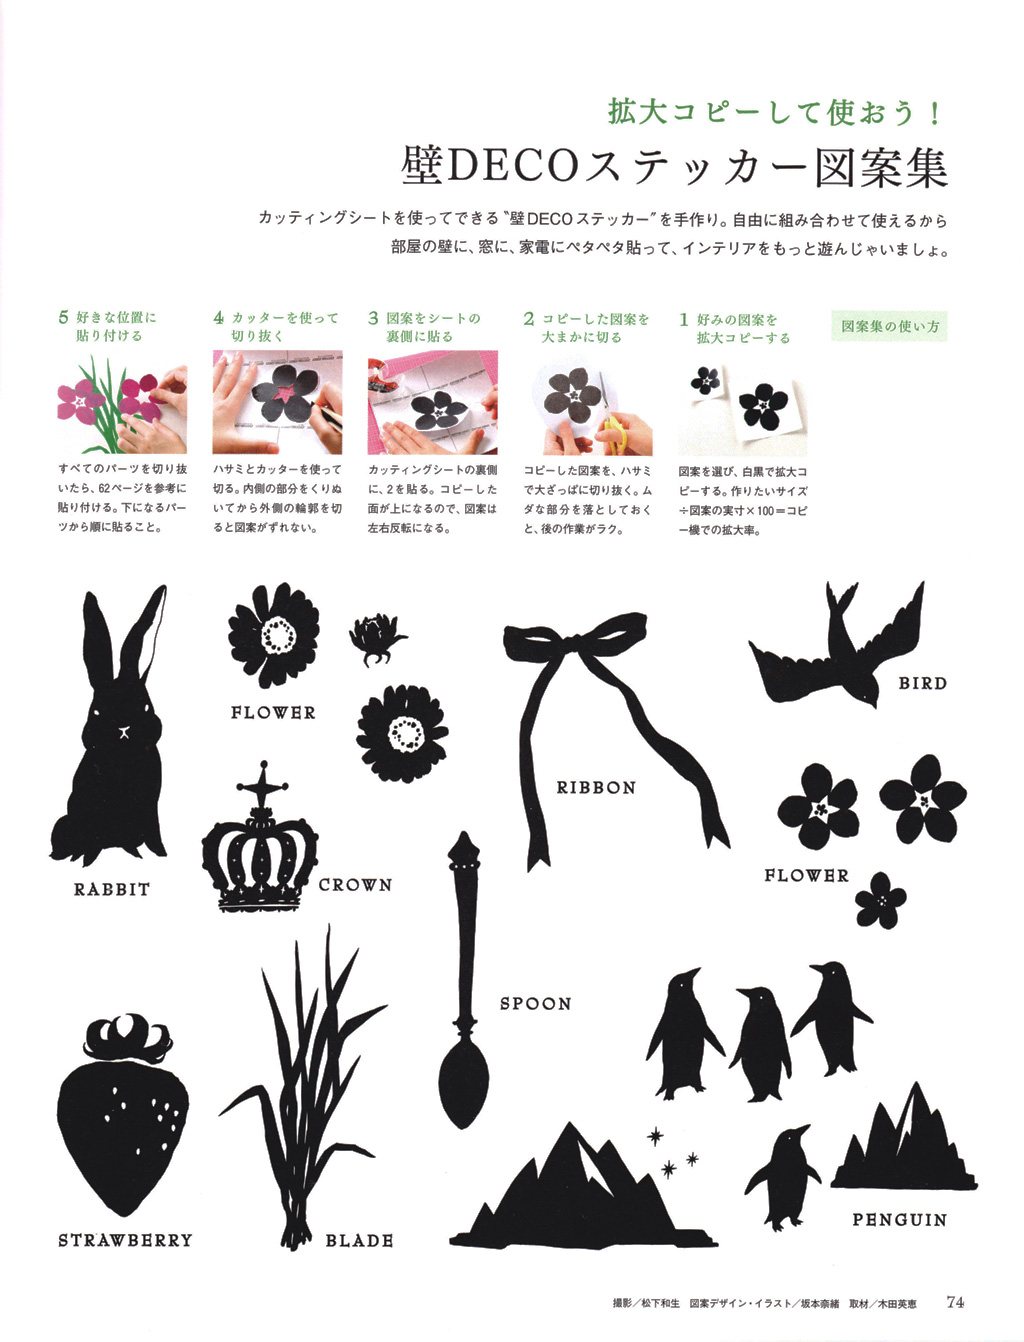 拡大コピーして使おう！
壁DECOステッカー図案集
カッティングシートを使ってできる〝壁DECOステッカー〟を手作り。自由に組み合わせて使えるから
部屋の壁に、窓に、家電にペタペタ貼って、インテリアをもっと遊んじゃいましょ。
図案集の使い方
1 好みの図案を
拡大コピーする
図案を選び、白黒で拡大コ
ピーする。作りたいサイズ
÷図案の実寸×100＝コピ
ー機での拡大率。
2 コピーした図案を
大まかに切る
コピーした図案を、ハサミ
で大ざっぱに切り抜く。ム
ダな部分を落としておく
と、後の作業がラク。
3 図案をシートの
裏側に貼る
カッティングシートの裏側
に、2を貼る。コピーした
面が上になるので、図案は
左右反転になる。
4 カッターを使って
切り抜く
ハサミとカッターを使って
切る。内側の部分をくりぬ
いてから外側の輪郭を切
ると図案がずれない。
5 好きな位置に
貼り付ける
すべてのパーツを切り抜
いたら、62ページを参考に
貼り付ける。下になるパー
ツから順に貼ること。
RABBIT
FLOWER
CROWN
RIBBON
BIRD
FLOWER
SPOON
STRAWBERRY
BLADE
PENGUIN
撮影／松下和生　図案デザイン・イラスト／坂本奈緒　取材／木田英恵　74